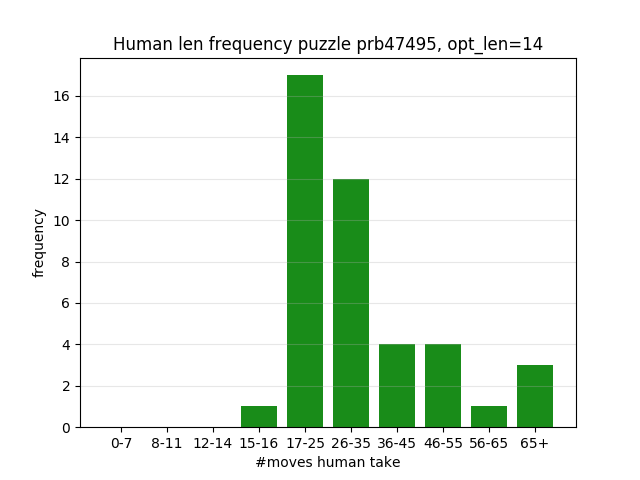 Human len frequency puzzle prb47495, opt_len=14
16
14
12
10
8
6
4
2
0
frequency
0-7 8-11 12-14 15-16 17-25 26-35 36-45 46-55 56-65 65+
#moves human take